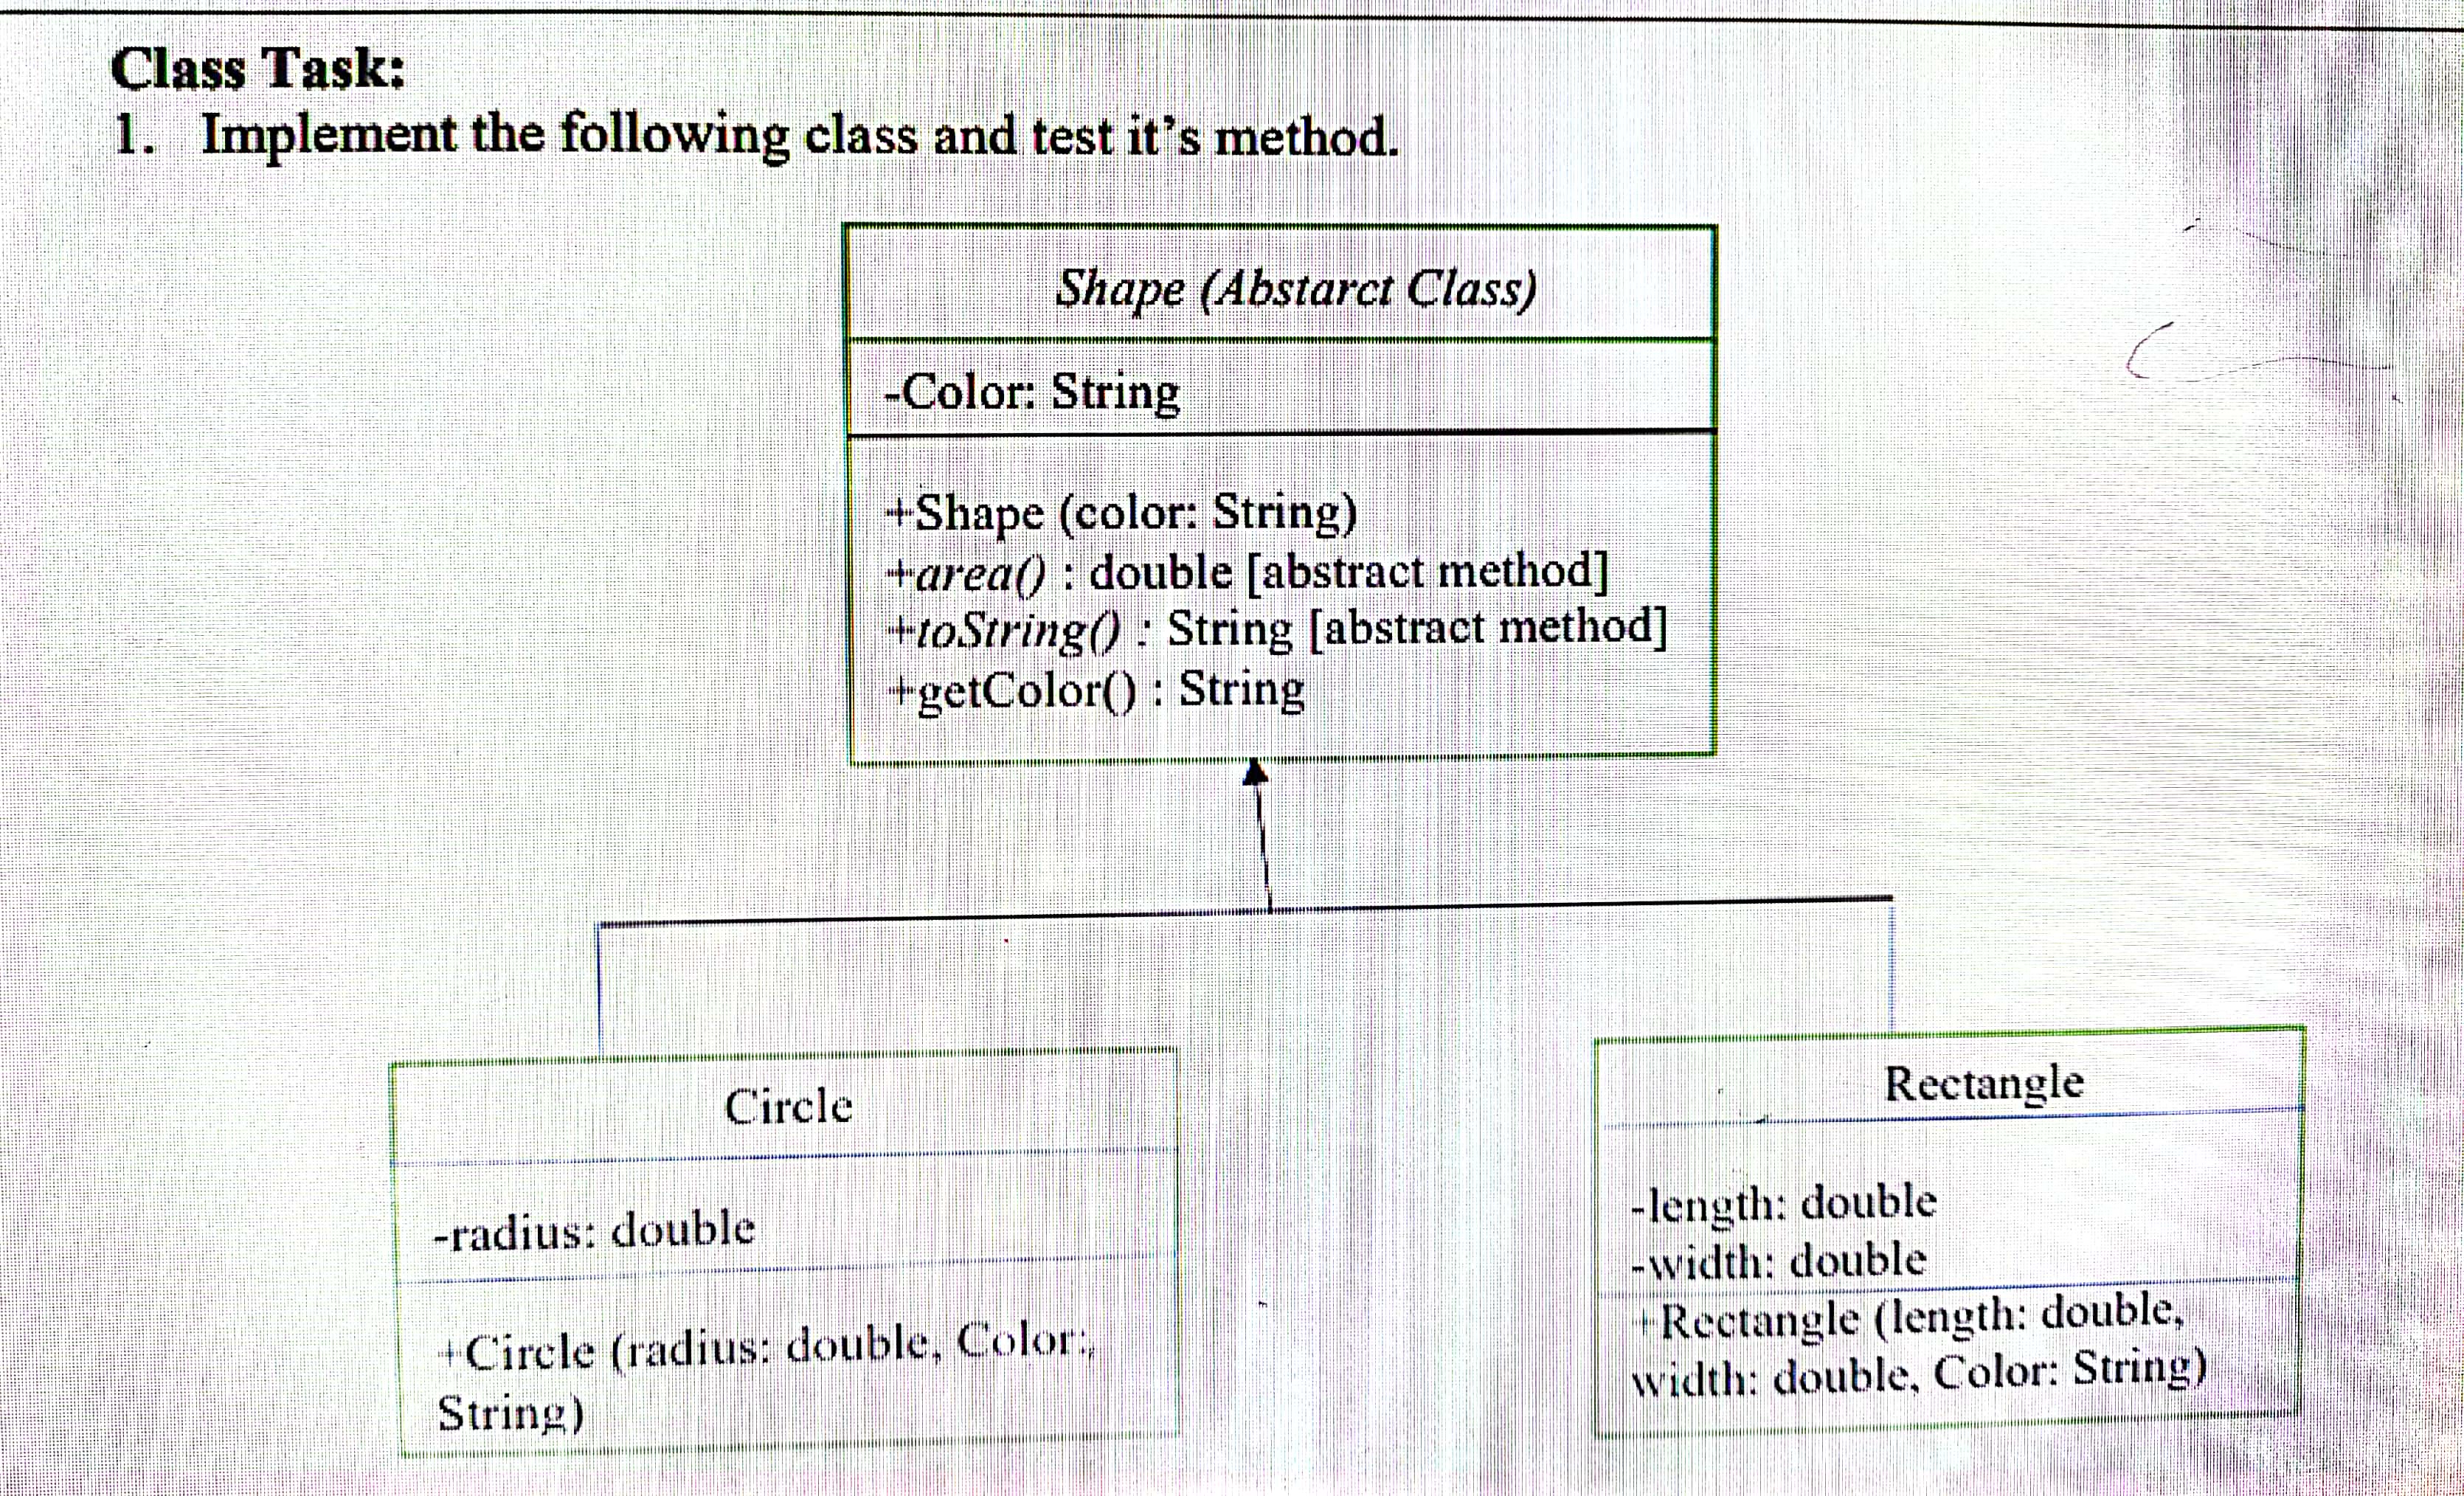 Class Task:
1. Implement the following class and test it's method.
Shape (Abstarct Class)
-Color: String
+Shape (color: String)
+area() : double [abstract method]
+toString() : String [abstract method]
+getColor() : String
Circle
-radius: double
+Circle (radius: double, Color:,
String)
Rectangle
-length: double
-width: double
+Rectangle (length: double,
width: double, Color: String)